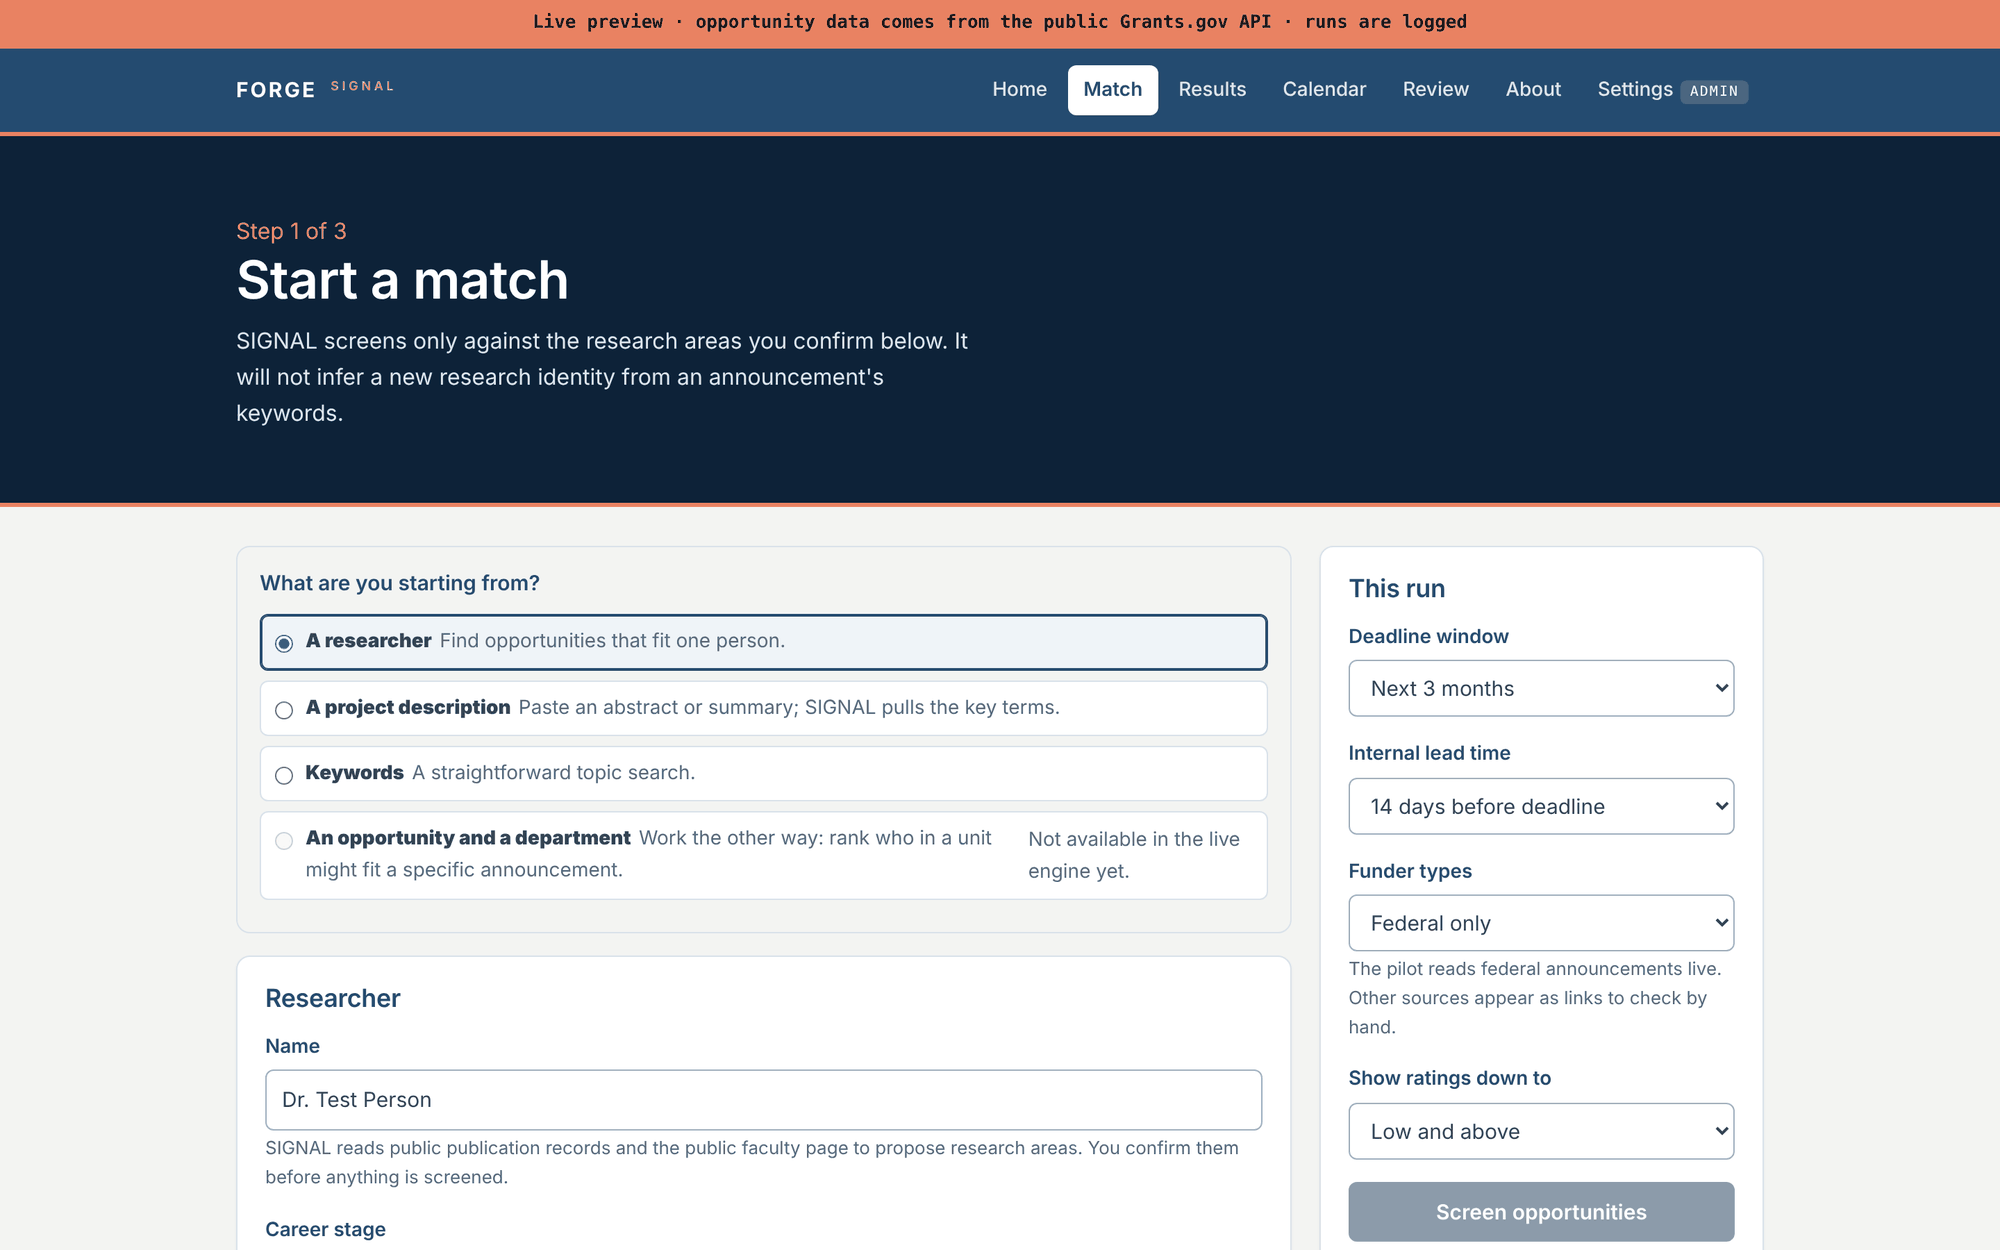 Live preview · opportunity data comes from the public Grants.gov API · runs are logged
FORGE SIGNAL
Home Match Results Calendar Review About Settings ADMIN
Step 1 of 3
Start a match
SIGNAL screens only against the research areas you confirm below. It
will not infer a new research identity from an announcement's
keywords.
What are you starting from?
A researcher Find opportunities that fit one person.
A project description Paste an abstract or summary; SIGNAL pulls the key terms.
Keywords A straightforward topic search.
An opportunity and a department Work the other way: rank who in a unit
might fit a specific announcement.
Not available in the live
engine yet.
Researcher
Name
Dr. Test Person
SIGNAL reads public publication records and the public faculty page to propose research areas. You confirm them
before anything is screened.
Career stage
This run
Deadline window
Next 3 months
Internal lead time
14 days before deadline
Funder types
Federal only
The pilot reads federal announcements live.
Other sources appear as links to check by
hand.
Show ratings down to
Low and above
Screen opportunities